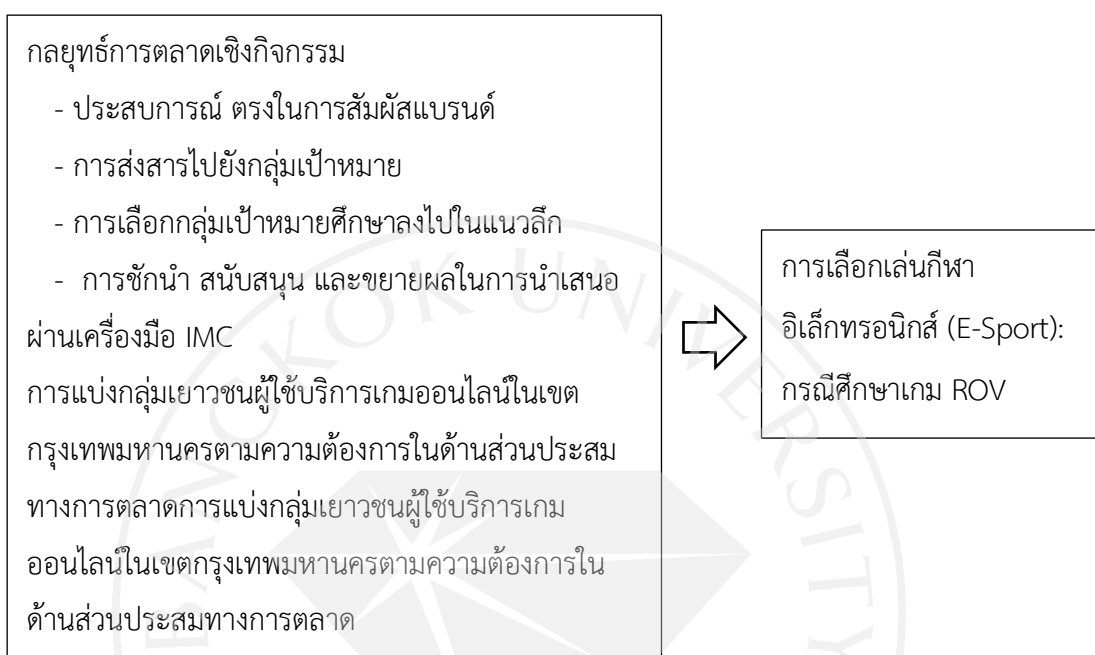 กลยุทธ์การตลาดเชิงกิจกรรม
- ประสบการณ์ ตรงในการสัมผัสแบรนด์
- การส่งสารไปยังกลุ่มเป้าหมาย
- การเลือกกลุ่มเป้าหมายศึกษาลงไปในแนวลึก
- การชักนำ สนับสนุน และขยายผลในการนำเสนอ
ผ่านเครื่องมือ IMC
การแบ่งกลุ่มเยาวชนผู้ใช้บริการเกมออนไลน์ในเขต
กรุงเทพมหานครตามความต้องการในด้านส่วนประสม
ทางการตลาดการแบ่งกลุ่มเยาวชนผู้ใช้บริการเกม
ออนไลน์ในเขตกรุงเทพมหานครตามความต้องการใน
ด้านส่วนประสมทางการตลาด
การเลือกเล่นกีฬา
อิเล็กทรอนิกส์ (E-Sport):
กรณีศึกษาเกม ROV
BANGKOK UNIVERSITY